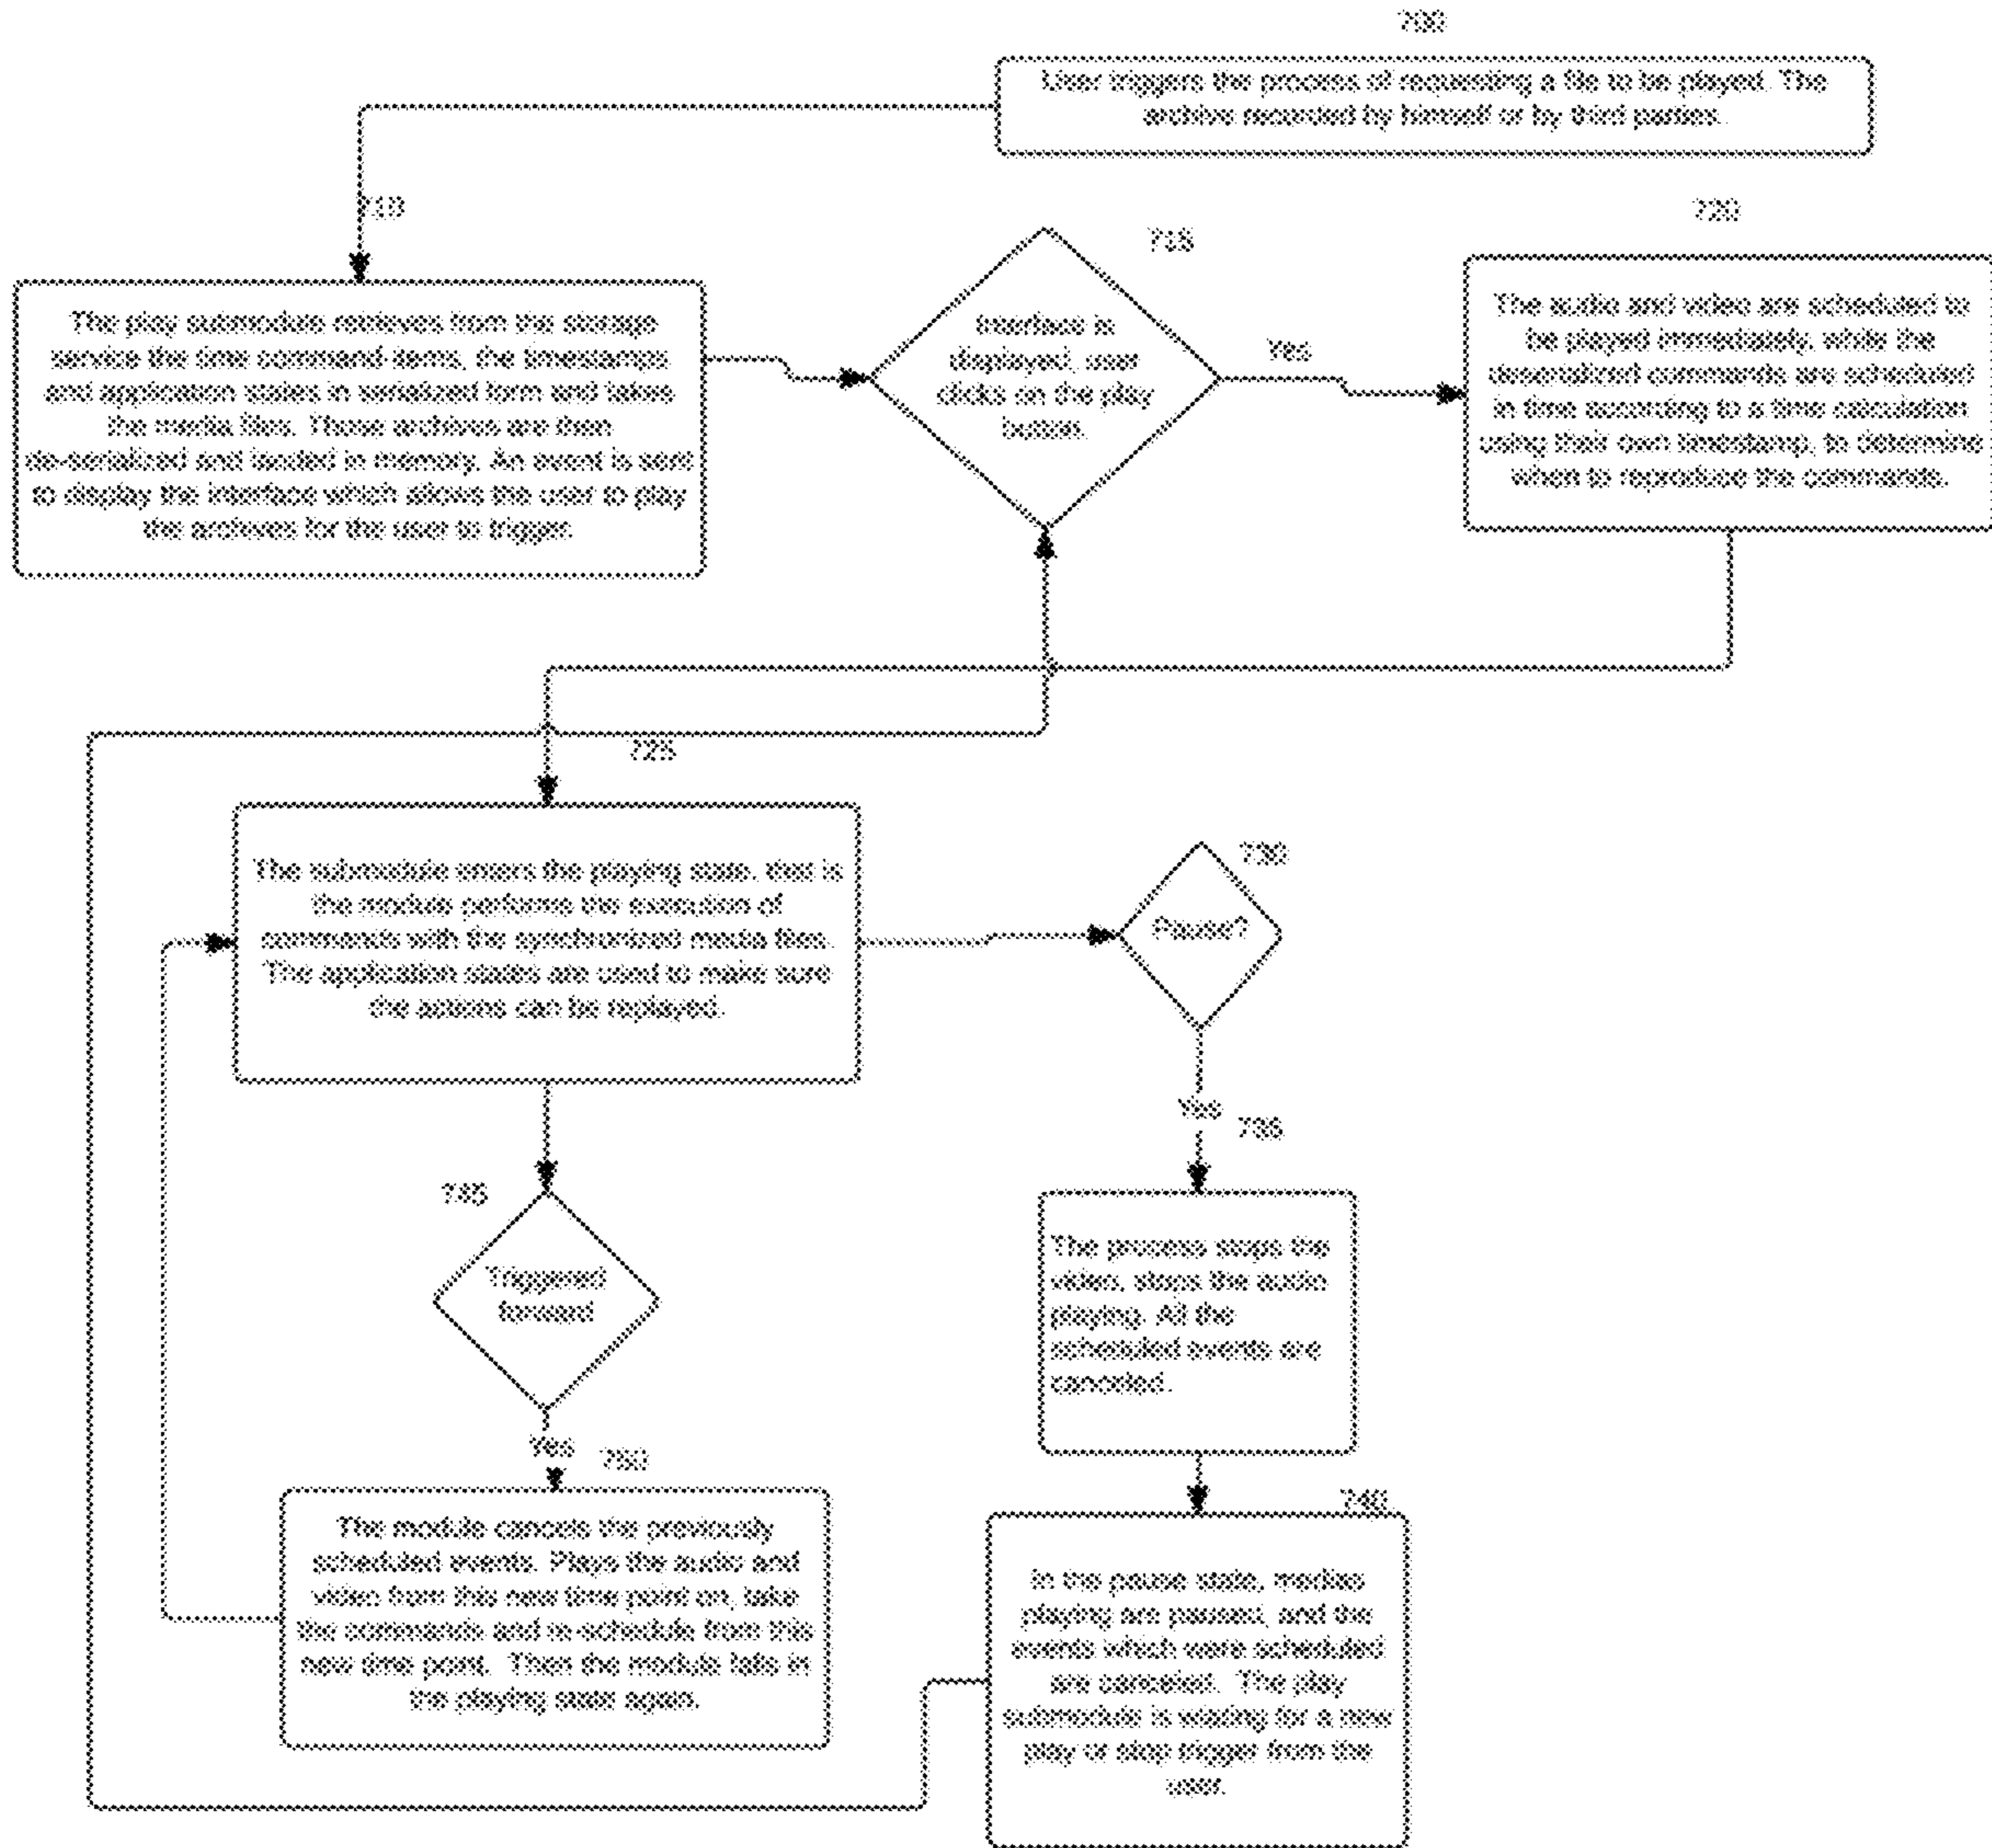 700
User triggers the process of requesting a file to be played. The
archive recorded by himself or by third parties.
710
The play submodule retrieves from the storage
service the time command items, the timestamps
and application states in serialized form and takes
the media files. Those archives are then
de-serialized and loaded in memory. An event is sent
to display the interface which allows the user to play
the archives for the user to trigger.
715
Interface is
displayed, user
clicks on the play
button.
Yes
720
The audio and video are scheduled to
be played immediately, while the
deserialized commands are scheduled
in time according to a time calculation
using their own timestamp, to determine
when to reproduce the commands.
725
The submodule enters the playing state, that is
the module performs the execution of
commands with the synchronized media files.
The application states are used to make sure
the actions can be replayed.
730
Pause?
Yes
735
The process stops the
video, stops the audio
playing. All the
scheduled events are
canceled.
740
In the pause state, medias
playing are paused, and the
events which were scheduled
are canceled. The play
submodule is waiting for a new
play or stop trigger from the
user.
745
Triggered
forward
Yes
750
The module cancels the previously
scheduled events. Plays the audio and
video from this new time point on, take
the commands and re-schedule from this
new time point. Then the module falls in
the playing state again.